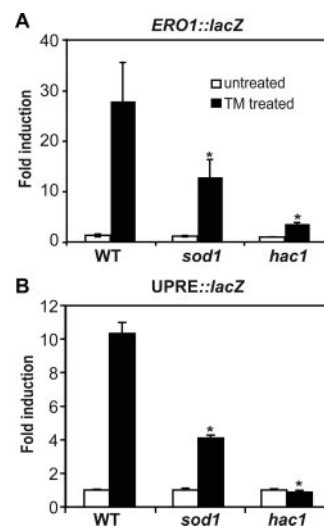 A
ERO1::lacZ
40
30
20
10
0
Fold induction
untreated
TM treated
*
*
WT
sod1
hac1
B
UPRE::lacZ
12
10
8
6
4
2
0
Fold induction
*
*
WT
sod1
hac1